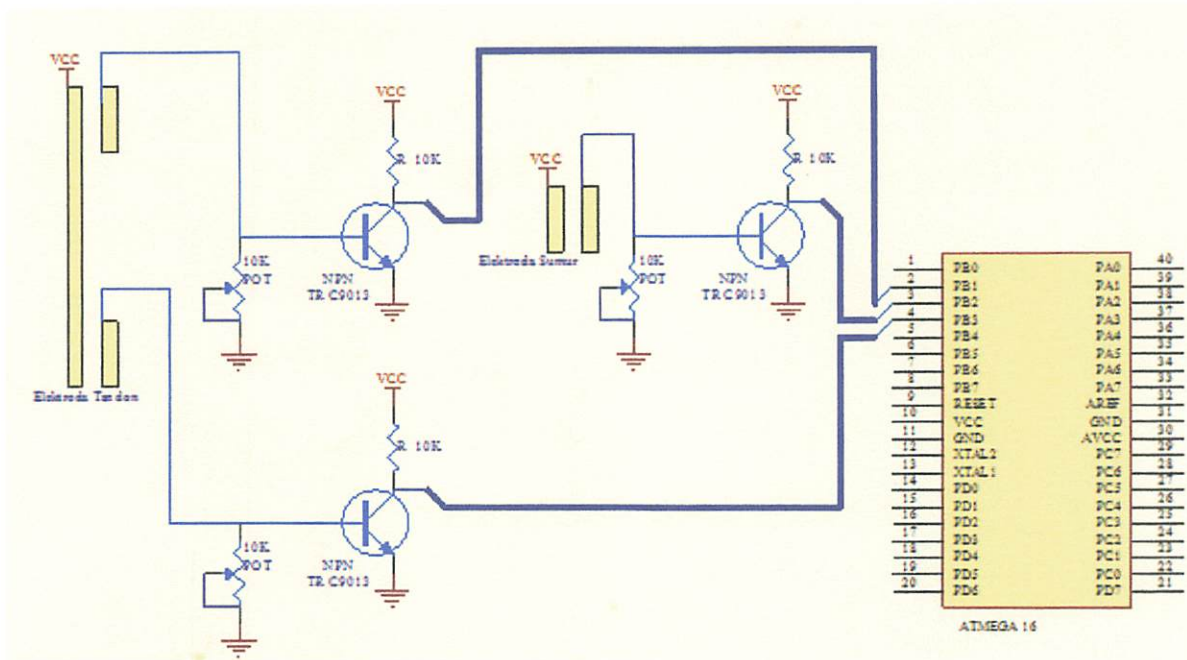 VCC
VCC
R 10K
10K
POT
NPN
TR C9013
Elektroda Tandon
VCC
R 10K
10K
POT
NPN
TR C9013
VCC
VCC
R 10K
Elektroda Sumur
10K
POT
NPN
TR C9013
1 PB0 PA0 40
2 PB1 PA1 39
3 PB2 PA2 38
4 PB3 PA3 37
5 PB4 PA4 36
6 PB5 PA5 35
7 PB6 PA6 34
8 PB7 PA7 33
9 RESET AREF 32
10 VCC GND 31
11 GND AVCC 30
12 XTAL2 PC7 29
13 XTAL1 PC6 28
14 PD0 PC5 27
15 PD1 PC4 26
16 PD2 PC3 25
17 PD3 PC2 24
18 PD4 PC1 23
19 PD5 PC0 22
20 PD6 PD7 21
ATMEGA 16